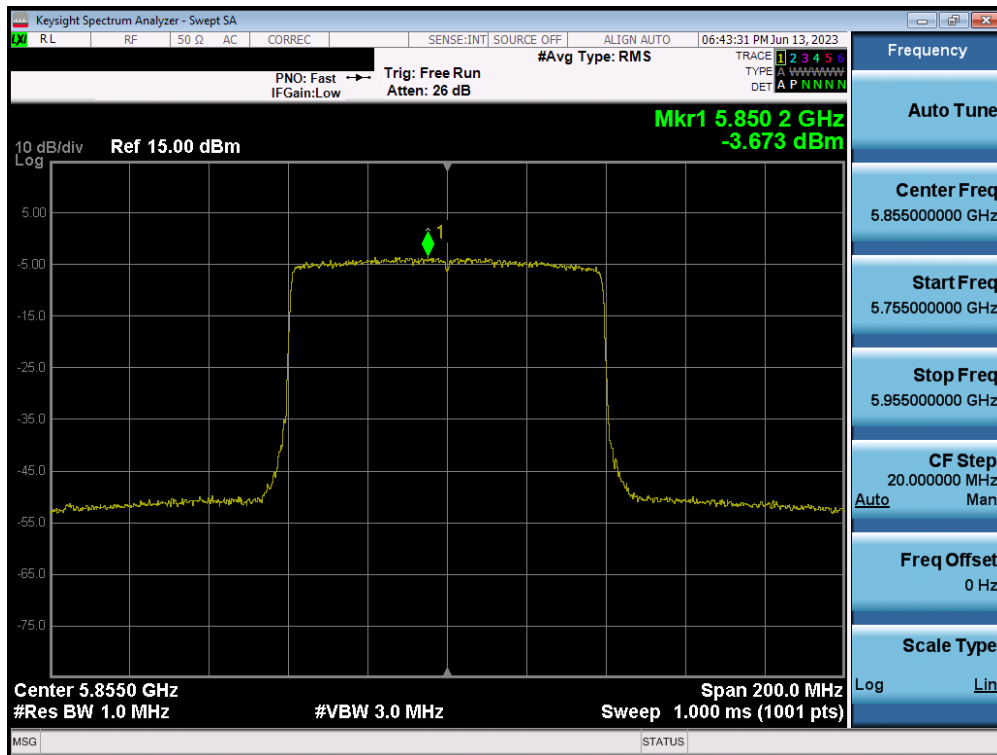 Keysight Spectrum Analyzer - Swept SA
LXI RL RF 50 Ω AC CORREC SENSE:INT SOURCE OFF ALIGN AUTO 06:43:31 PM Jun 13, 2023
#Avg Type: RMS
TRACE 1 2 3 4 5 6
PNO: Fast Trig: Free Run TYPE A WWWWW
IFGain:Low Atten: 26 dB DET A P N N N N
Mkr1 5.850 2 GHz
-3.673 dBm
10 dB/div Ref 15.00 dBm
Log
1
5.00
-5.00
-15.0
-25.0
-35.0
-45.0
-55.0
-65.0
-75.0
Center 5.8550 GHz Span 200.0 MHz
#Res BW 1.0 MHz #VBW 3.0 MHz Sweep 1.000 ms (1001 pts)
MSG STATUS
Frequency
Auto Tune
Center Freq
5.855000000 GHz
Start Freq
5.755000000 GHz
Stop Freq
5.955000000 GHz
CF Step
20.000000 MHz
Auto Man
Freq Offset
0 Hz
Scale Type
Log Lin